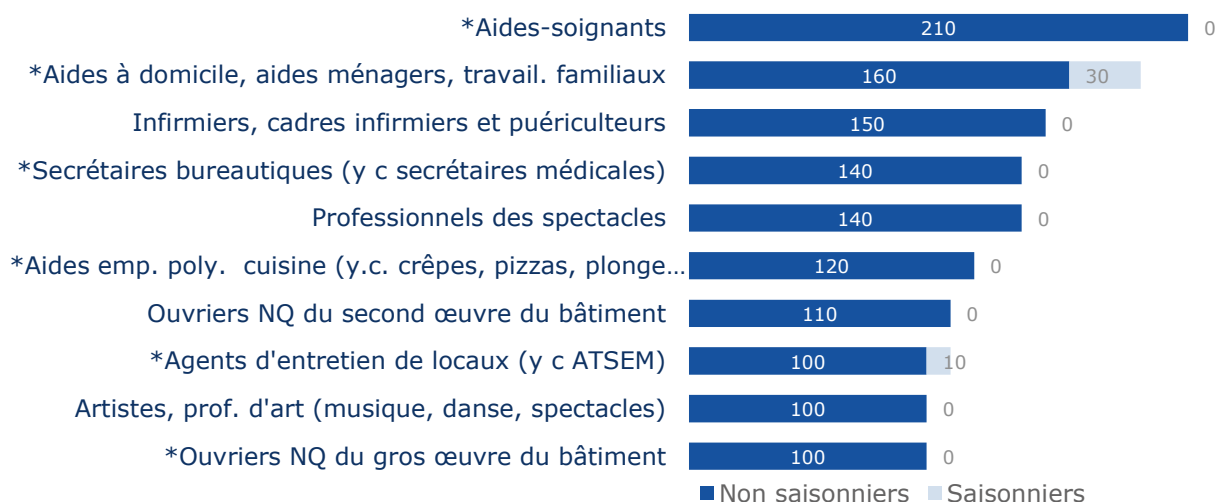 *Aides-soignants 210 0
*Aides à domicile, aides ménagers, travail. familiaux 160 30
Infirmiers, cadres infirmiers et puériculteurs 150 0
*Secrétaires bureautiques (y c secrétaires médicales) 140 0
Professionnels des spectacles 140 0
*Aides emp. poly. cuisine (y.c. crêpes, pizzas, plonge... 120 0
Ouvriers NQ du second œuvre du bâtiment 110 0
*Agents d'entretien de locaux (y c ATSEM) 100 10
Artistes, prof. d'art (musique, danse, spectacles) 100 0
*Ouvriers NQ du gros œuvre du bâtiment 100 0
Non saisonniers Saisonniers